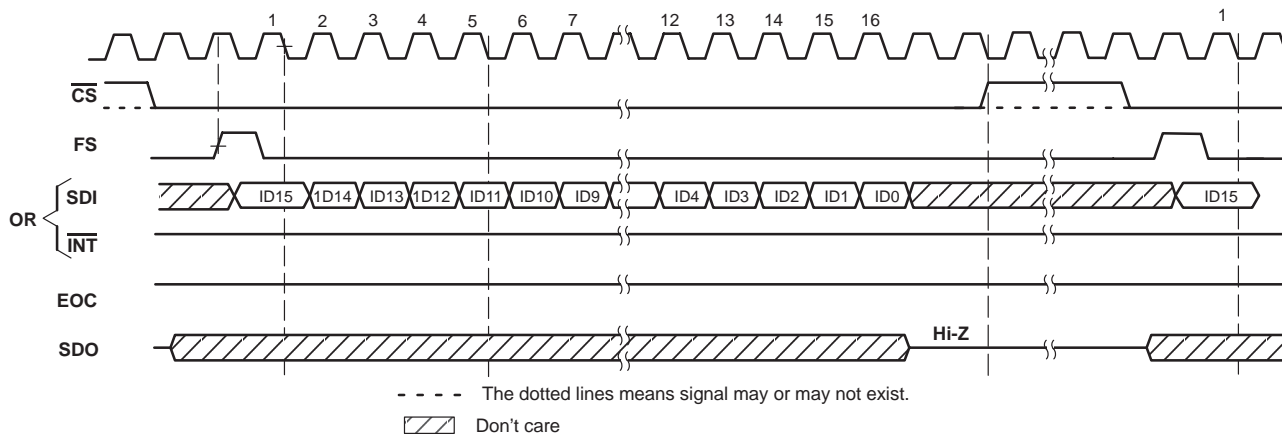 1 2 3 4 5 6 7 12 13 14 15 16 1
CS
FS
OR
SDI ID15 1D14 ID13 1D12 ID11 ID10 ID9 ID4 ID3 ID2 ID1 ID0 ID15
INT
EOC
SDO Hi-Z
The dotted lines means signal may or may not exist.
Don't care